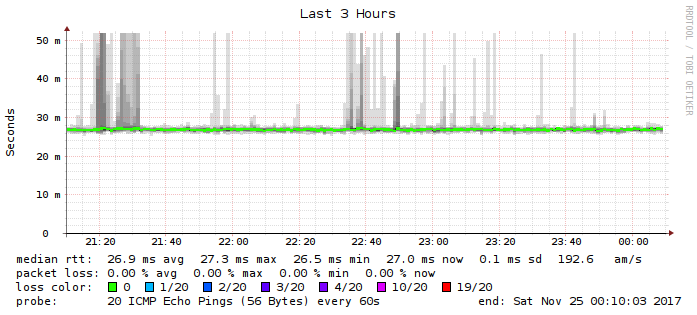 Last 3 Hours
RRDTOOL / TOBI OETIKER
Seconds
50 m
40 m
30 m
20 m
10 m
0
21:20 21:40 22:00 22:20 22:40 23:00 23:20 23:40 00:00
median rtt: 26.9 ms avg 27.3 ms max 26.5 ms min 27.0 ms now 0.1 ms sd 192.6 am/s
packet loss: 0.00 % avg 0.00 % max 0.00 % min 0.00 % now
loss color: 0 1/20 2/20 3/20 4/20 10/20 19/20
probe: 20 ICMP Echo Pings (56 Bytes) every 60s end: Sat Nov 25 00:10:03 2017